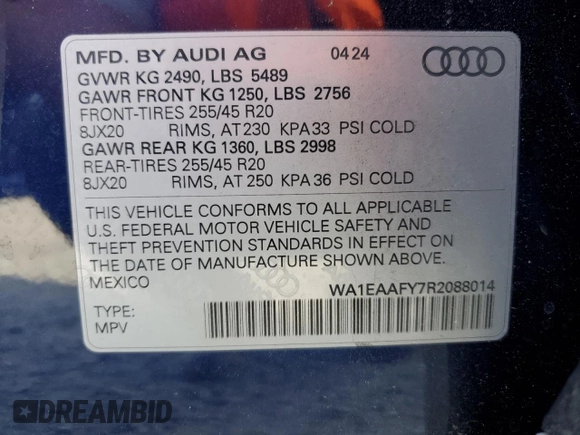 MFD. BY AUDI AG 04 24
GVWR KG 2490, LBS 5489
GAWR FRONT KG 1250, LBS 2756
FRONT-TIRES 255/45 R20
8JX20 RIMS, AT 230 KPA 33 PSI COLD
GAWR REAR KG 1360, LBS 2998
REAR-TIRES 255/45 R20
8JX20 RIMS, AT 250 KPA 36 PSI COLD
THIS VEHICLE CONFORMS TO ALL APPLICABLE
U.S. FEDERAL MOTOR VEHICLE SAFETY AND
THEFT PREVENTION STANDARDS IN EFFECT ON
THE DATE OF MANUFACTURE SHOWN ABOVE.
MEXICO WA1EAAFY7R2088014
TYPE:
MPV
DREAMBID